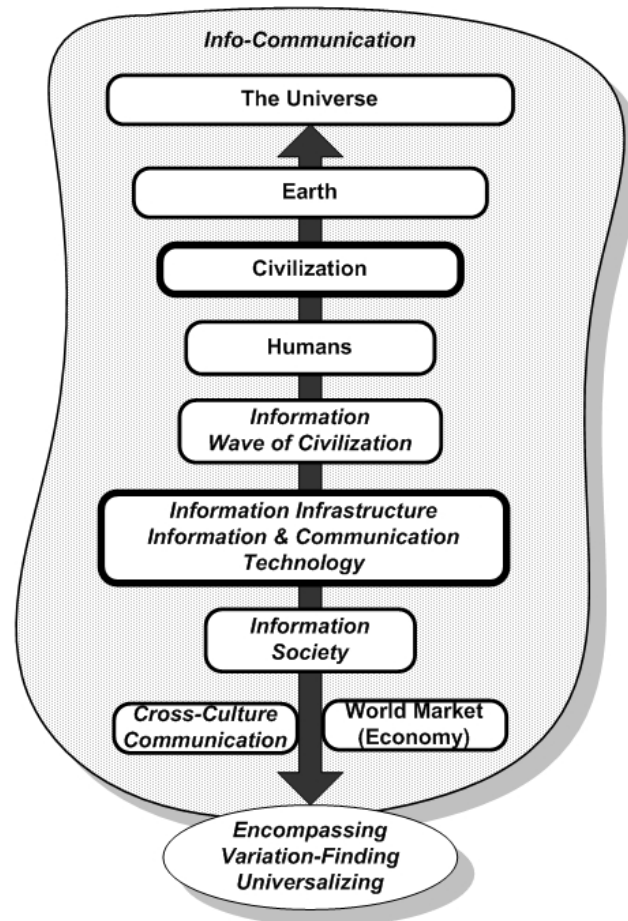 Info-Communication
The Universe
Earth
Civilization
Humans
Information
Wave of Civilization
Information Infrastructure
Information & Communication
Technology
Information
Society
Cross-Culture
Communication
World Market
(Economy)
Encompassing
Variation-Finding
Universalizing